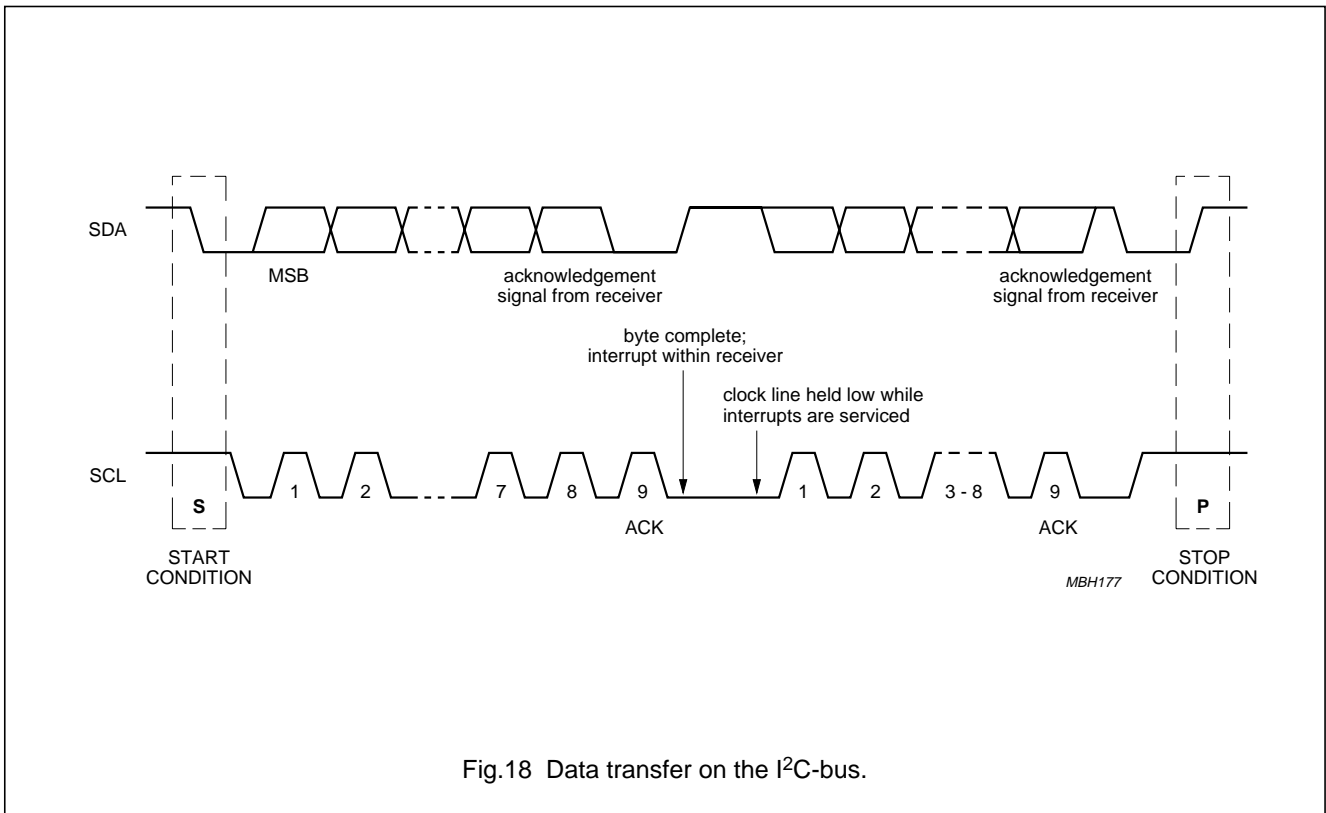 SDA
MSB
acknowledgement
signal from receiver
acknowledgement
signal from receiver
byte complete;
interrupt within receiver
clock line held low while
interrupts are serviced
SCL
S
1
2
7
8
9
1
2
3 - 8
9
P
ACK
ACK
START
CONDITION
MBH177
STOP
CONDITION
Fig.18 Data transfer on the I²C-bus.